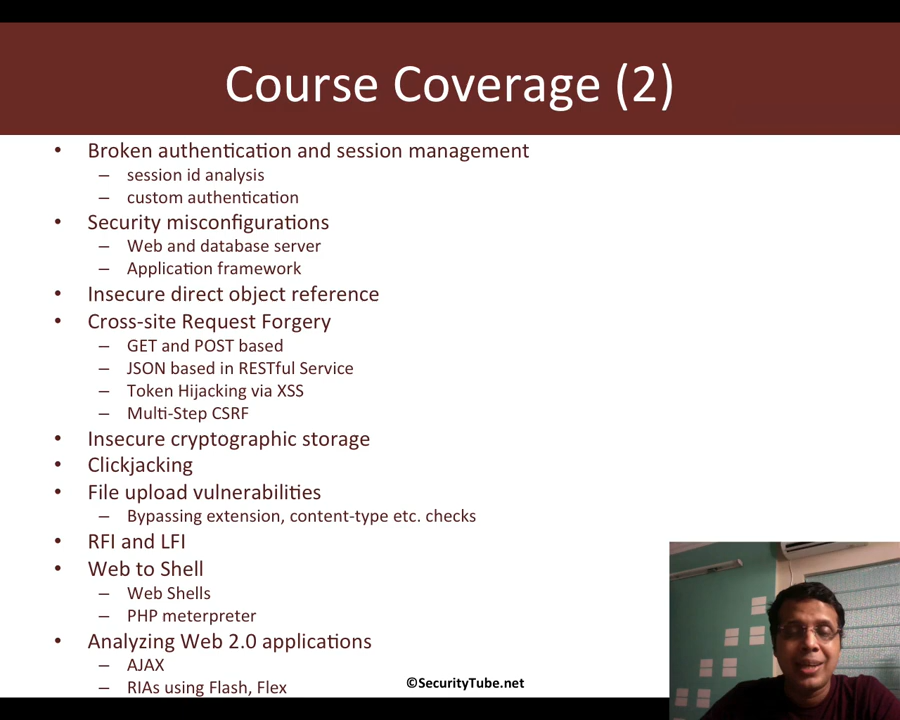 Course Coverage (2)
• Broken authentication and session management
– session id analysis
– custom authentication
• Security misconfigurations
– Web and database server
– Application framework
• Insecure direct object reference
• Cross-site Request Forgery
– GET and POST based
– JSON based in RESTful Service
– Token Hijacking via XSS
– Multi-Step CSRF
• Insecure cryptographic storage
• Clickjacking
• File upload vulnerabilities
– Bypassing extension, content-type etc. checks
• RFI and LFI
• Web to Shell
– Web Shells
– PHP meterpreter
• Analyzing Web 2.0 applications
– AJAX
– RIAs using Flash, Flex
©SecurityTube.net